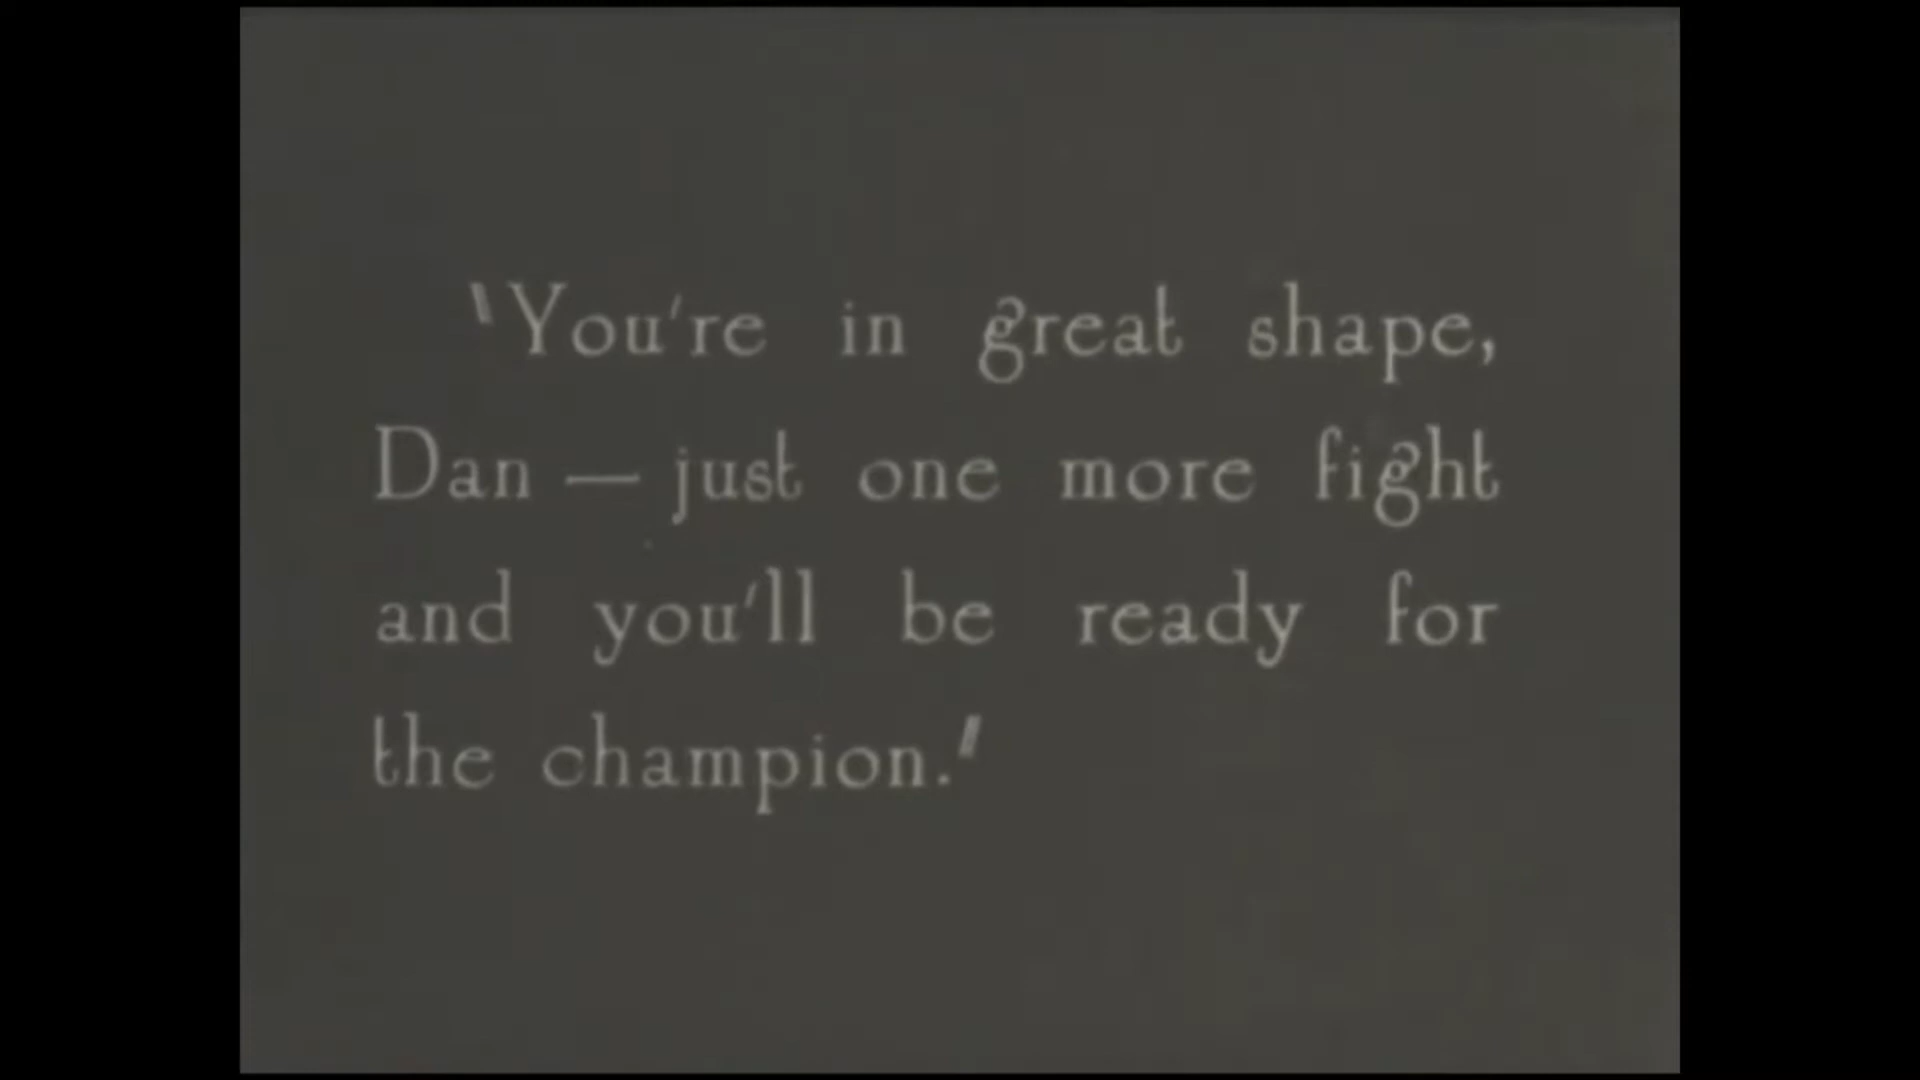 "You're in great shape,
Dan — just one more fight
and you'll be ready for
the champion."